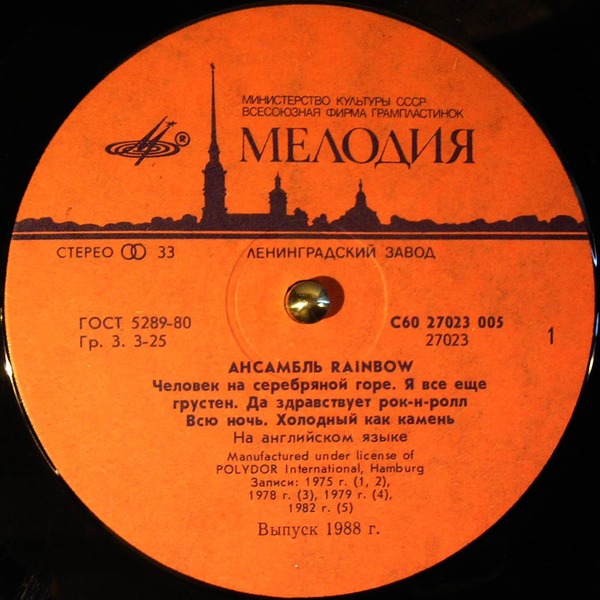 МИНИСТЕРСТВО КУЛЬТУРЫ СССР
ВСЕСОЮЗНАЯ ФИРМА ГРАМПЛАСТИНОК
®
МЕЛОДИЯ
СТЕРЕО 33
ЛЕНИНГРАДСКИЙ ЗАВОД
ГОСТ 5289-80
Гр. 3. 3-25
С60 27023 005
27023
1
АНСАМБЛЬ RAINBOW
Человек на серебряной горе. Я все еще
грустен. Да здравствует рок-н-ролл
Всю ночь. Холодный как камень
На английском языке
Manufactured under license of
POLYDOR International, Hamburg
Записи: 1975 г. (1, 2),
1978 г. (3), 1979 г. (4),
1982 г. (5)
Выпуск 1988 г.